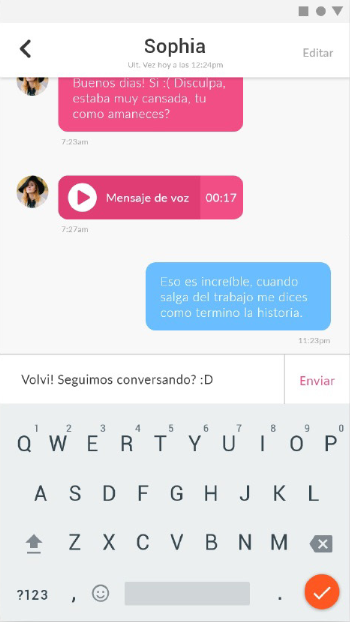 Sophia
Ult. Vez hoy a las 12:24pm
Editar
Buenos días! Si :( Disculpa,
estaba muy cansada, tu
como amaneces?
7:23am
Mensaje de voz 00:17
7:27am
Eso es increíble, cuando
salga del trabajo me dices
como termino la historia.
11:23pm
Volvi! Seguimos conversando? :D
Enviar
1 2 3 4 5 6 7 8 9 0
Q W E R T Y U I O P
A S D F G H J K L
Z X C V B N M
?123 , .